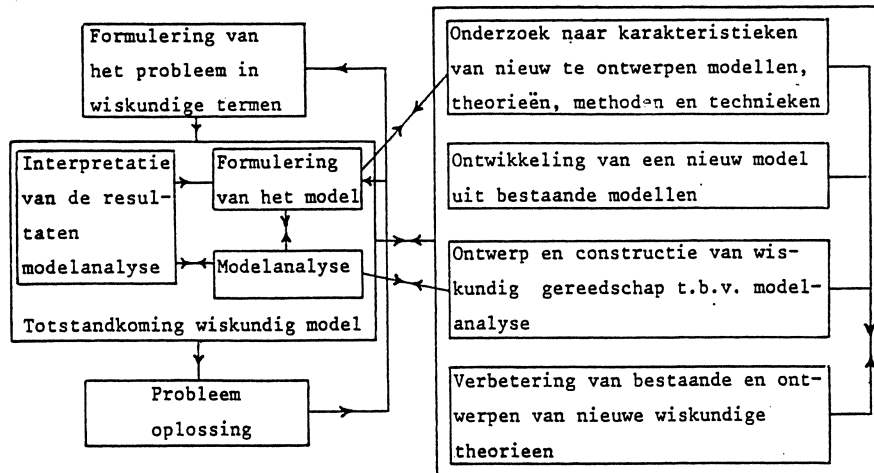 Formulering van
het probleem in
wiskundige termen
Interpretatie
van de resul-
taten
modelanalyse
Formulering
van het model
Modelanalyse
Totstandkoming wiskundig model
Probleem
oplossing
Onderzoek naar karakteristieken
van nieuw te ontwerpen modellen,
theorieën, methoden en technieken
Ontwikkeling van een nieuw model
uit bestaande modellen
Ontwerp en constructie van wis-
kundig gereedschap t.b.v. model-
analyse
Verbetering van bestaande en ont-
werpen van nieuwe wiskundige
theorieen